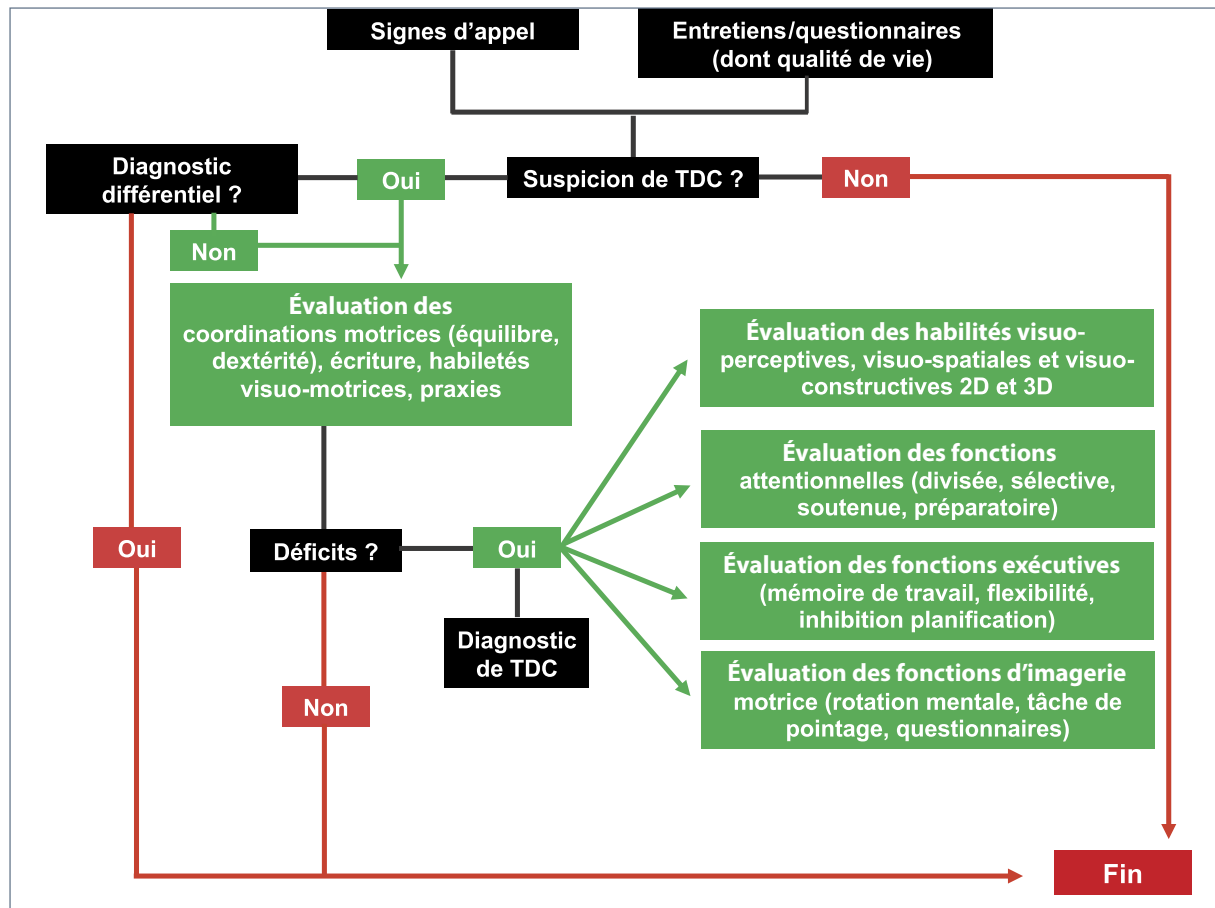 Signes d'appel
Entretiens/questionnaires
(dont qualité de vie)
Diagnostic
différentiel ?
Oui
Suspicion de TDC ?
Non
Non
Évaluation des
coordinations motrices (équilibre,
dextérité), écriture, habiletés
visuo-motrices, praxies
Évaluation des habilités visuo-
perceptives, visuo-spatiales et visuo-
constructives 2D et 3D
Évaluation des fonctions
attentionnelles (divisée, sélective,
soutenue, préparatoire)
Oui
Déficits ?
Oui
Évaluation des fonctions exécutives
(mémoire de travail, flexibilité,
inhibition planification)
Diagnostic
de TDC
Évaluation des fonctions d'imagerie
motrice (rotation mentale, tâche de
pointage, questionnaires)
Non
Fin